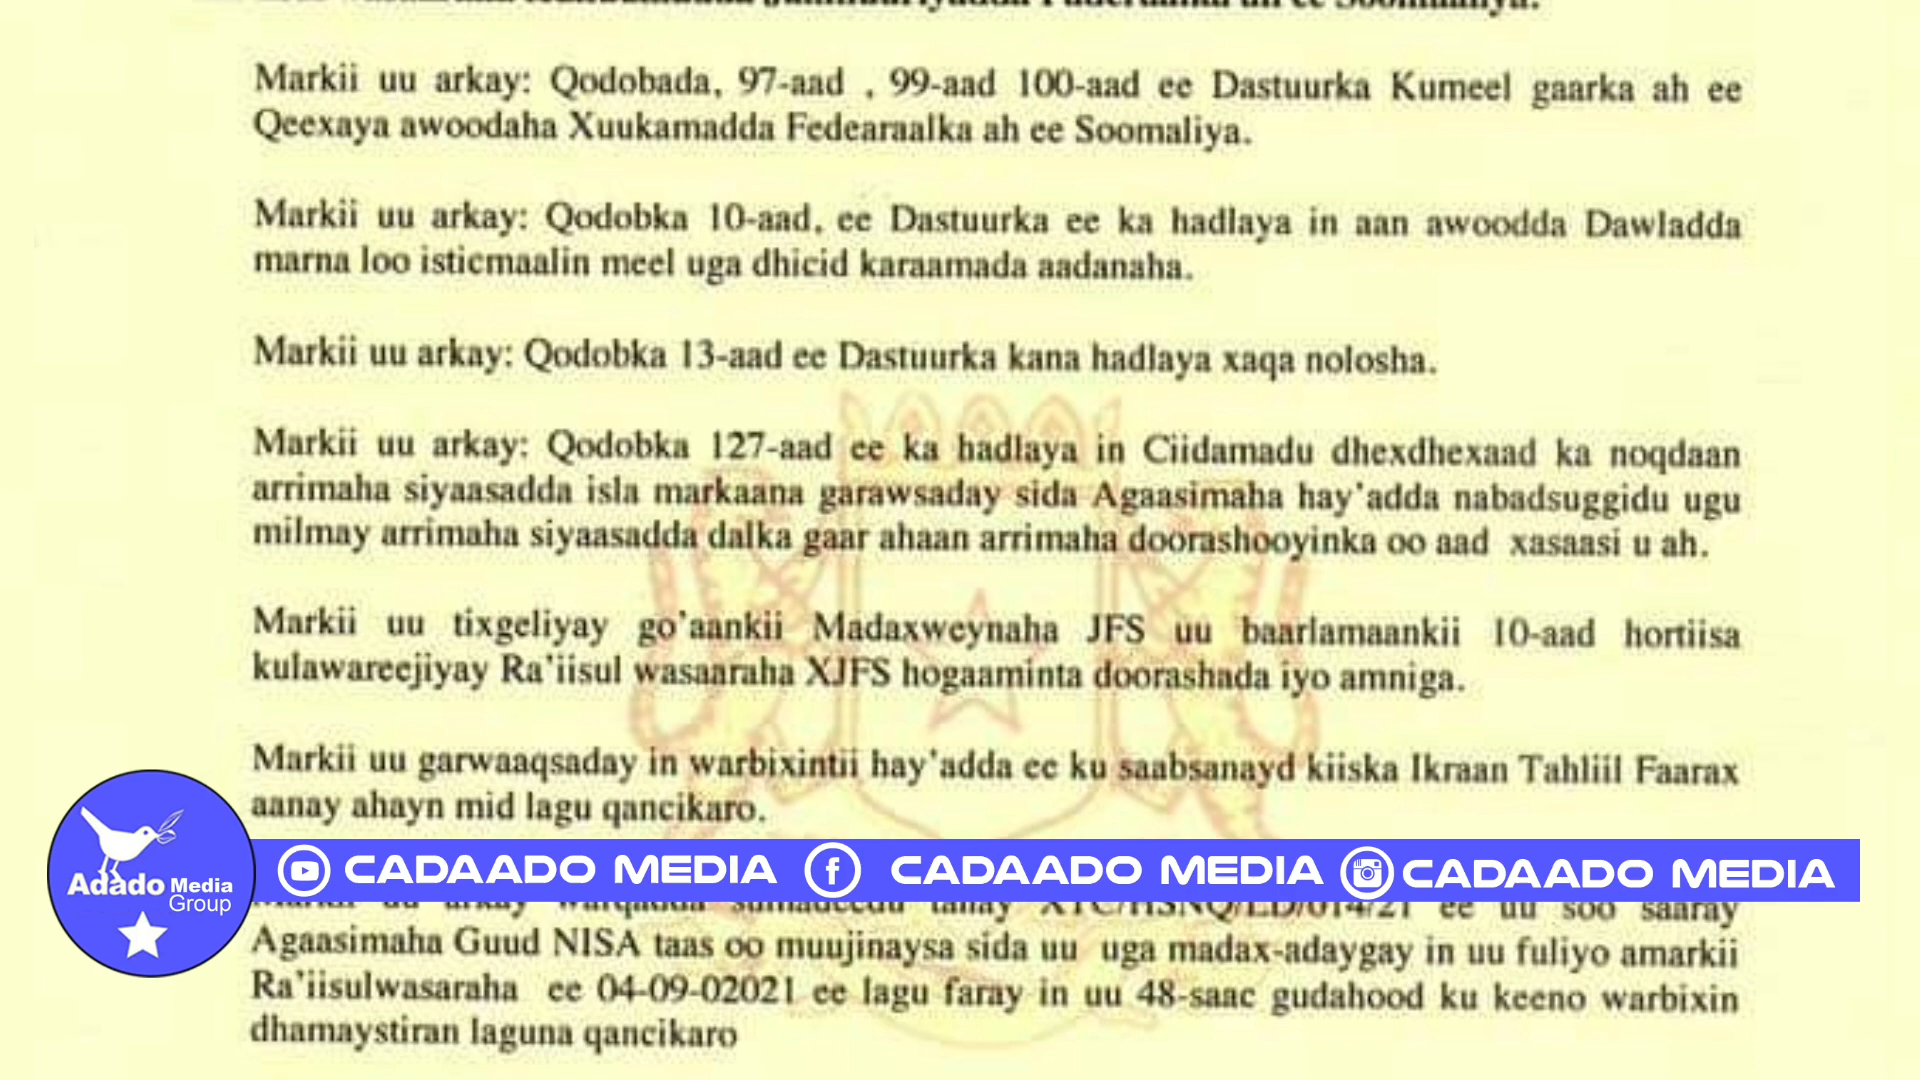 Markii uu arkay: Qodobada, 97-aad , 99-aad 100-aad ee Dastuurka Kumeel gaarka ah ee
Qeexaya awoodaha Xuukamadda Fedearaalka ah ee Soomaliya.
Markii uu arkay: Qodobka 10-aad, ee Dastuurka ee ka hadlaya in aan awoodda Dawladda
marna loo isticmaalin meel uga dhicid karaamada aadanaha.
Markii uu arkay: Qodobka 13-aad ee Dastuurka kana hadlaya xaqa nolosha.
Markii uu arkay: Qodobka 127-aad ee ka hadlaya in Ciidamadu dhexdhexaad ka noqdaan
arrimaha siyaasadda isla markaana garawsaday sida Agaasimaha hay'adda nabadsuggidu ugu
milmay arrimaha siyaasadda dalka gaar ahaan arrimaha doorashooyinka oo aad xasaasi u ah.
Markii uu tixgeliyay go'aankii Madaxweynaha JFS uu baarlamaankii 10-aad hortiisa
kulawareejiyay Ra'iisul wasaaraha XJFS hogaaminta doorashada iyo amniga.
Markii uu garwaaqsaday in warbixintii hay'adda ee ku saabsanayd kiiska Ikraan Tahliil Faarax
aanay ahayn mid lagu qancikaro.
CADAADO MEDIA CADAADO MEDIA CADAADO MEDIA
Adado Media
Group
ee uu soo saaray
Agaasimaha Guud NISA taas oo muujinaysa sida uu uga madax-adaygay in uu fuliyo amarkii
Ra'iisulwasaraha ee 04-09-02021 ee lagu faray in uu 48-saac gudahood ku keeno warbixin
dhamaystiran laguna qancikaro